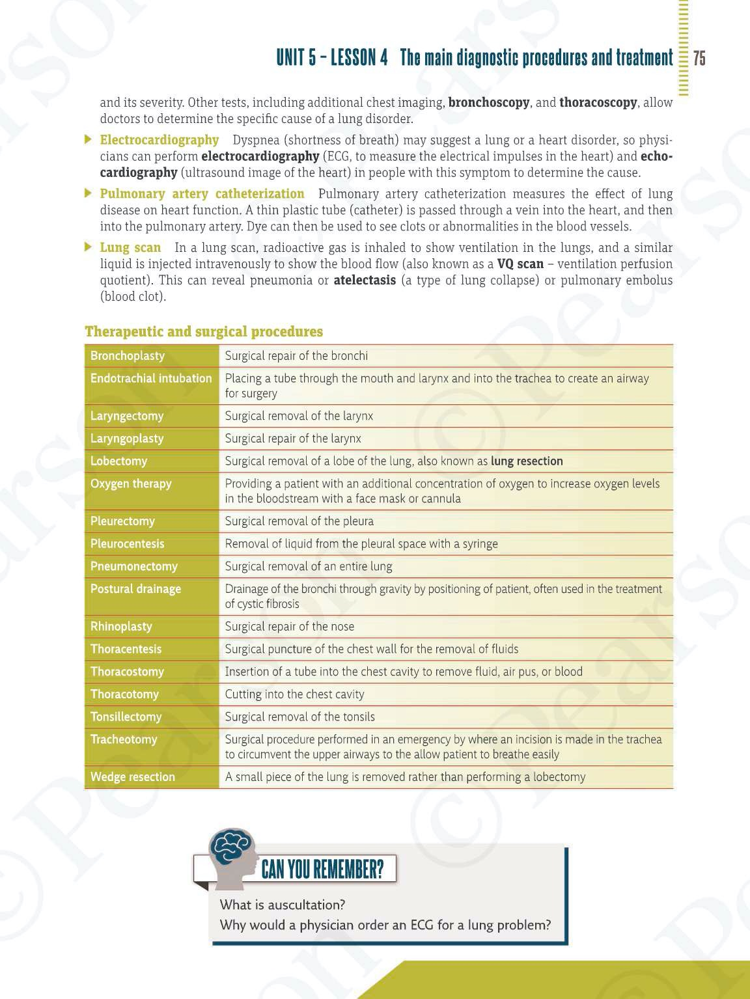 UNIT 5 – LESSON 4 The main diagnostic procedures and treatment 75
and its severity. Other tests, including additional chest imaging, bronchoscopy, and thoracoscopy, allow
doctors to determine the specific cause of a lung disorder.
Electrocardiography Dyspnea (shortness of breath) may suggest a lung or a heart disorder, so physi-
cians can perform electrocardiography (ECG, to measure the electrical impulses in the heart) and echo-
cardiography (ultrasound image of the heart) in people with this symptom to determine the cause.
Pulmonary artery catheterization Pulmonary artery catheterization measures the effect of lung
disease on heart function. A thin plastic tube (catheter) is passed through a vein into the heart, and then
into the pulmonary artery. Dye can then be used to see clots or abnormalities in the blood vessels.
Lung scan In a lung scan, radioactive gas is inhaled to show ventilation in the lungs, and a similar
liquid is injected intravenously to show the blood flow (also known as a VQ scan – ventilation perfusion
quotient). This can reveal pneumonia or atelectasis (a type of lung collapse) or pulmonary embolus
(blood clot).
Therapeutic and surgical procedures
Bronchoplasty Surgical repair of the bronchi
Endotrachial intubation Placing a tube through the mouth and larynx and into the trachea to create an airway
for surgery
Laryngectomy Surgical removal of the larynx
Laryngoplasty Surgical repair of the larynx
Lobectomy Surgical removal of a lobe of the lung, also known as lung resection
Oxygen therapy Providing a patient with an additional concentration of oxygen to increase oxygen levels
in the bloodstream with a face mask or cannula
Pleurectomy Surgical removal of the pleura
Pleurocentesis Removal of liquid from the pleural space with a syringe
Pneumonectomy Surgical removal of an entire lung
Postural drainage Drainage of the bronchi through gravity by positioning of patient, often used in the treatment
of cystic fibrosis
Rhinoplasty Surgical repair of the nose
Thoracentesis Surgical puncture of the chest wall for the removal of fluids
Thoracostomy Insertion of a tube into the chest cavity to remove fluid, air pus, or blood
Thoracotomy Cutting into the chest cavity
Tonsillectomy Surgical removal of the tonsils
Tracheotomy Surgical procedure performed in an emergency by where an incision is made in the trachea
to circumvent the upper airways to the allow patient to breathe easily
Wedge resection A small piece of the lung is removed rather than performing a lobectomy
CAN YOU REMEMBER?
What is auscultation?
Why would a physician order an ECG for a lung problem?
© Pearson